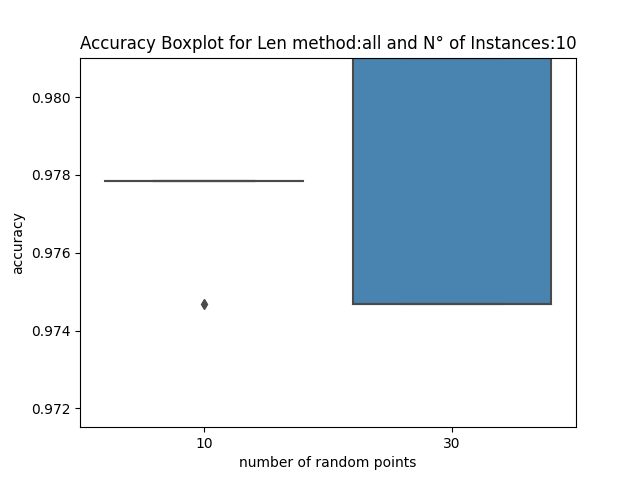 Accuracy Boxplot for Len method:all and N° of Instances:10
0.980
0.978
0.976
0.974
0.972
accuracy
10 30
number of random points